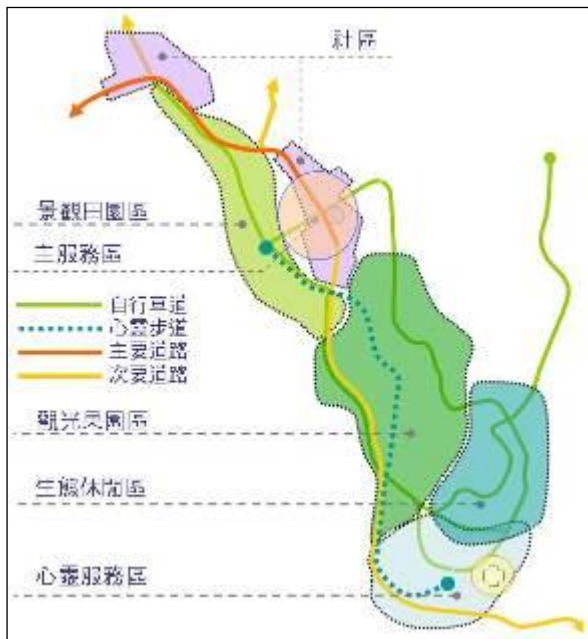 社區
景觀田園區
主服務區
自行車道
心靈步道
主要道路
次要道路
觀光果園區
生態休閒區
心靈服務區